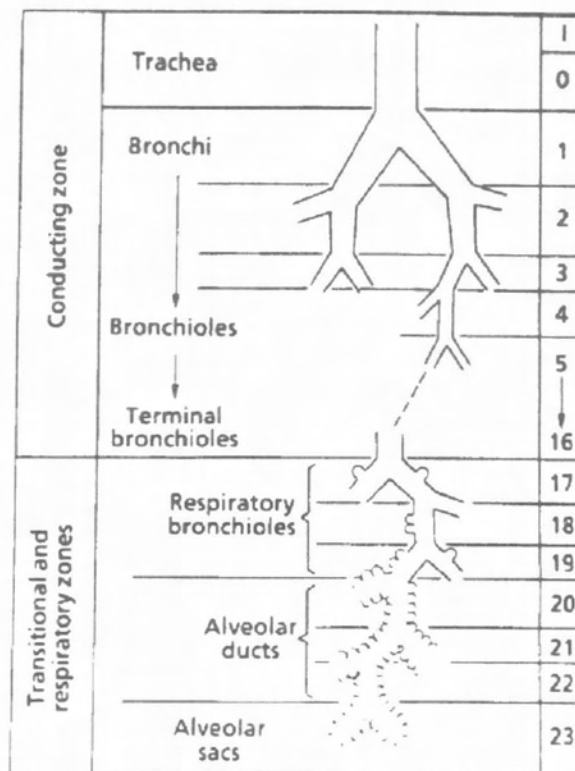 Conducting zone
Transitional and
respiratory zones
Trachea
Bronchi
Bronchioles
Terminal
bronchioles
Respiratory
bronchioles
Alveolar
ducts
Alveolar
sacs
I
0
1
2
3
4
5
16
17
18
19
20
21
22
23